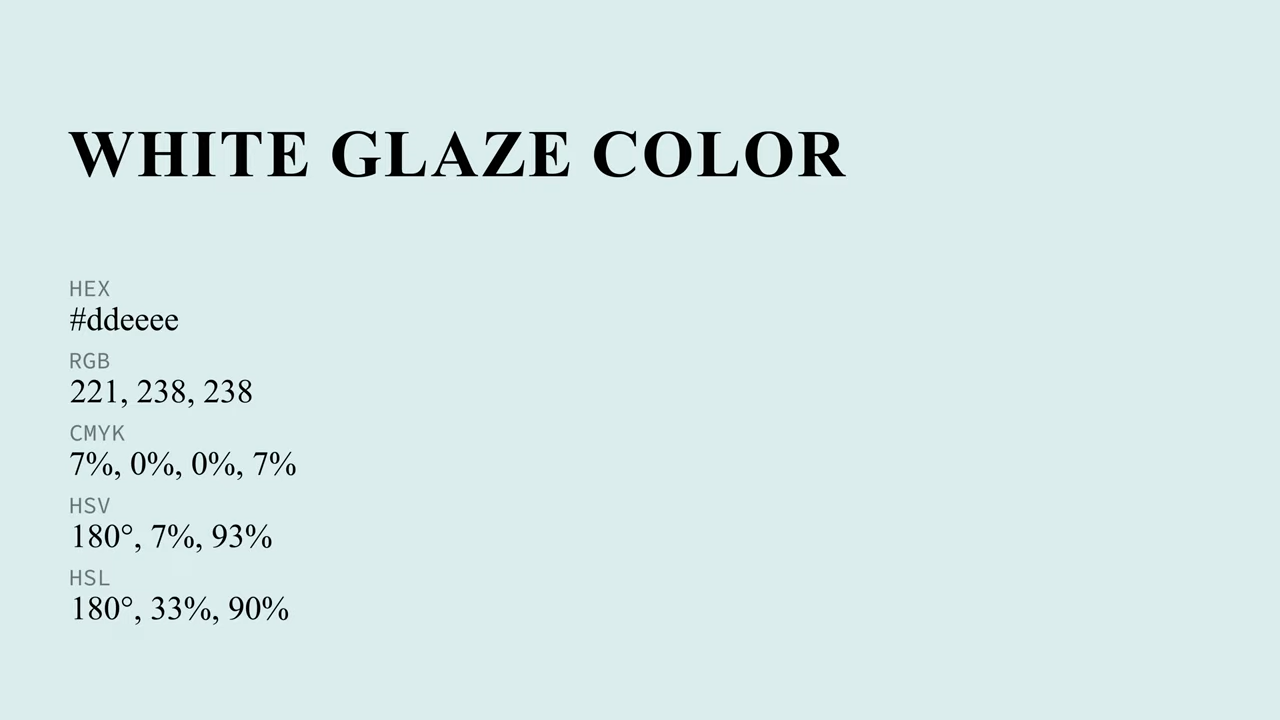 WHITE GLAZE COLOR
HEX
#ddeeee
RGB
221, 238, 238
CMYK
7%, 0%, 0%, 7%
HSV
180°, 7%, 93%
HSL
180°, 33%, 90%